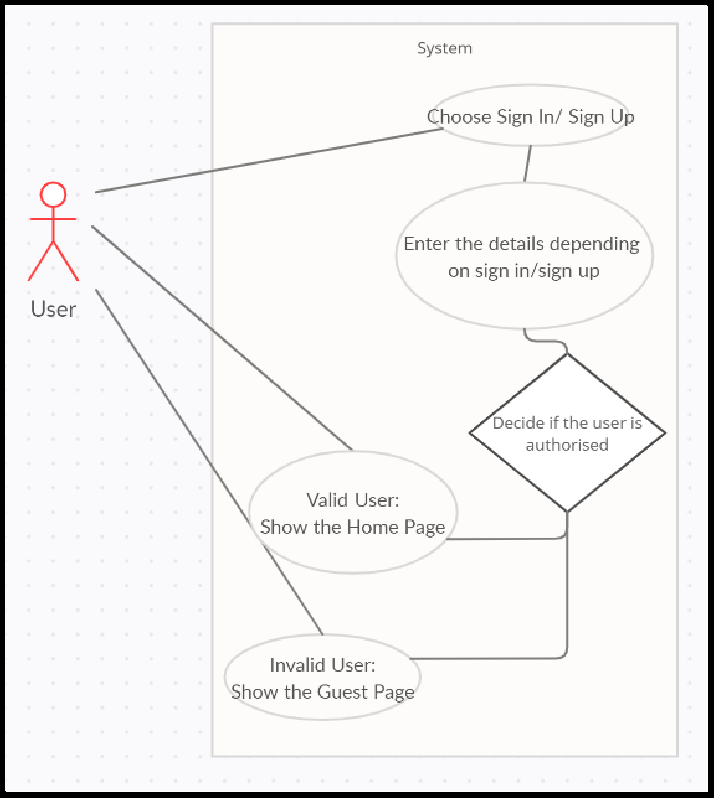 System
Choose Sign In/ Sign Up
Enter the details depending
on sign in/sign up
User
Decide if the user is
authorised
Valid User:
Show the Home Page
Invalid User:
Show the Guest Page